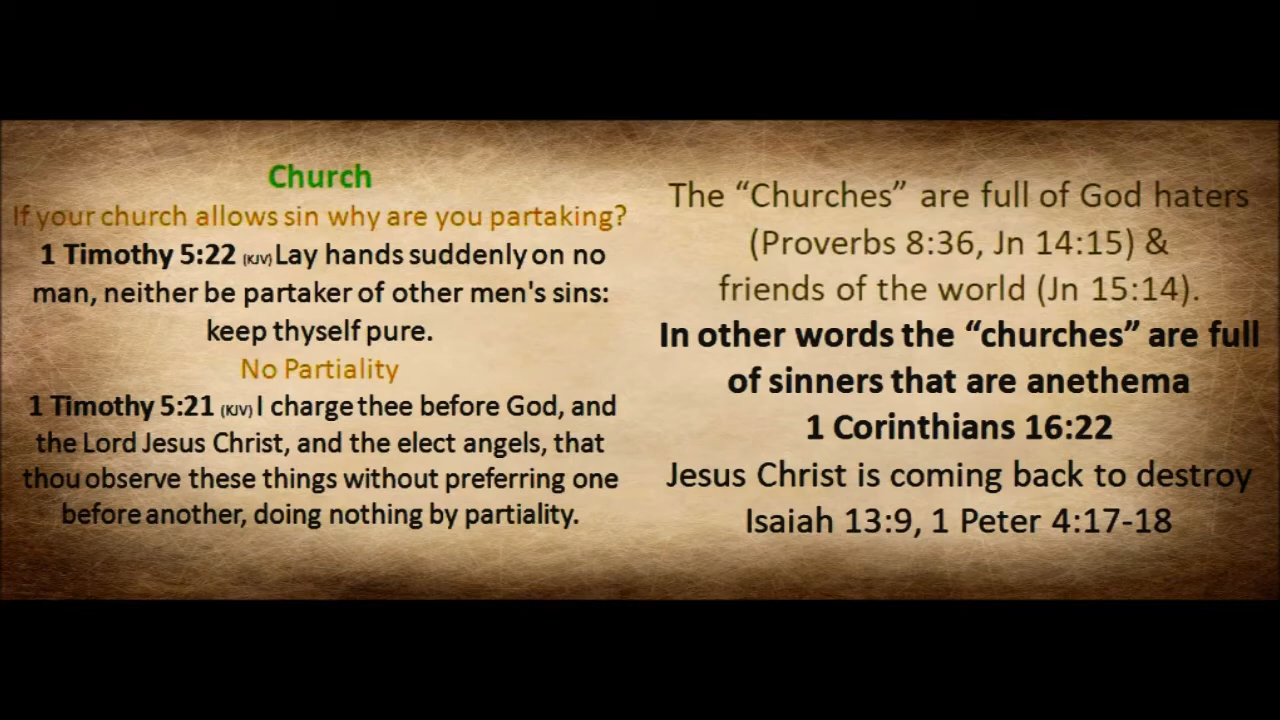 Church
If your church allows sin why are you partaking?
1 Timothy 5:22 (KJV) Lay hands suddenly on no
man, neither be partaker of other men's sins:
keep thyself pure.
No Partiality
1 Timothy 5:21 (KJV) I charge thee before God, and
the Lord Jesus Christ, and the elect angels, that
thou observe these things without preferring one
before another, doing nothing by partiality.
The “Churches” are full of God haters
(Proverbs 8:36, Jn 14:15) &
friends of the world (Jn 15:14).
In other words the “churches” are full
of sinners that are anethema
1 Corinthians 16:22
Jesus Christ is coming back to destroy
Isaiah 13:9, 1 Peter 4:17-18